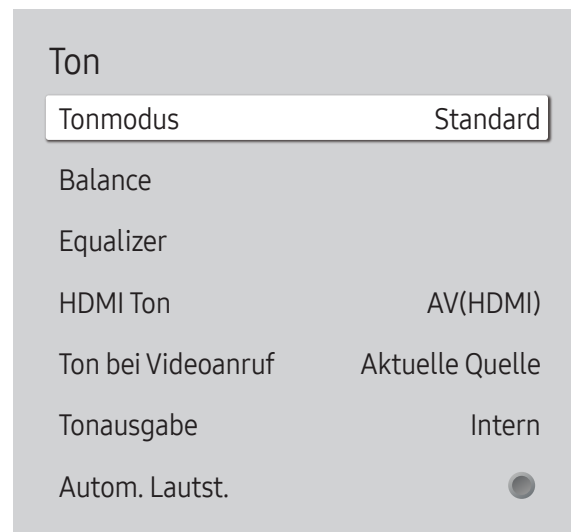 Ton
Tonmodus Standard
Balance
Equalizer
HDMI Ton AV(HDMI)
Ton bei Videoanruf Aktuelle Quelle
Tonausgabe Intern
Autom. Lautst.